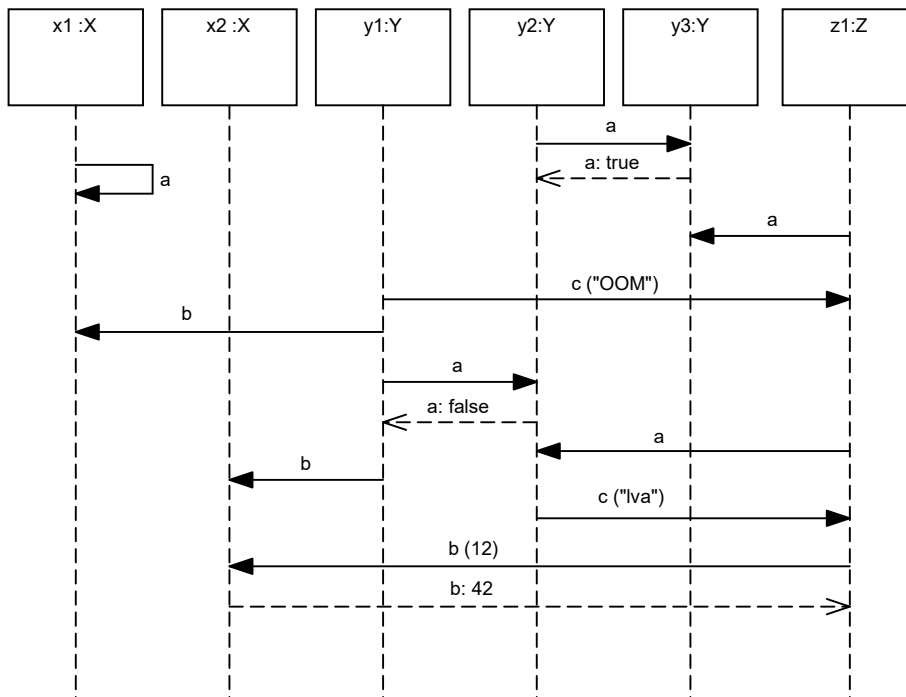 x1 :X
x2 :X
y1:Y
y2:Y
y3:Y
z1:Z
a
a: true
a
a
c ("OOM")
b
a
a: false
a
b
c ("lva")
b (12)
b: 42